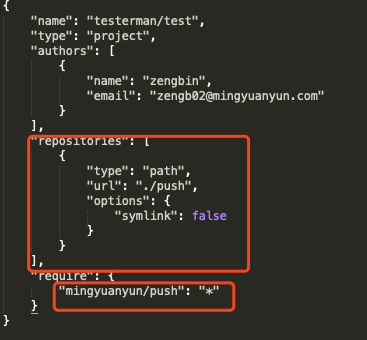 {
"name": "testerman/test",
"type": "project",
"authors": [
{
"name": "zengbin",
"email": "zengb02@mingyuanyun.com"
}
],
"repositories": [
{
"type": "path",
"url": "./push",
"options": {
"symlink": false
}
}
],
"require": {
"mingyuanyun/push": "*"
}
}